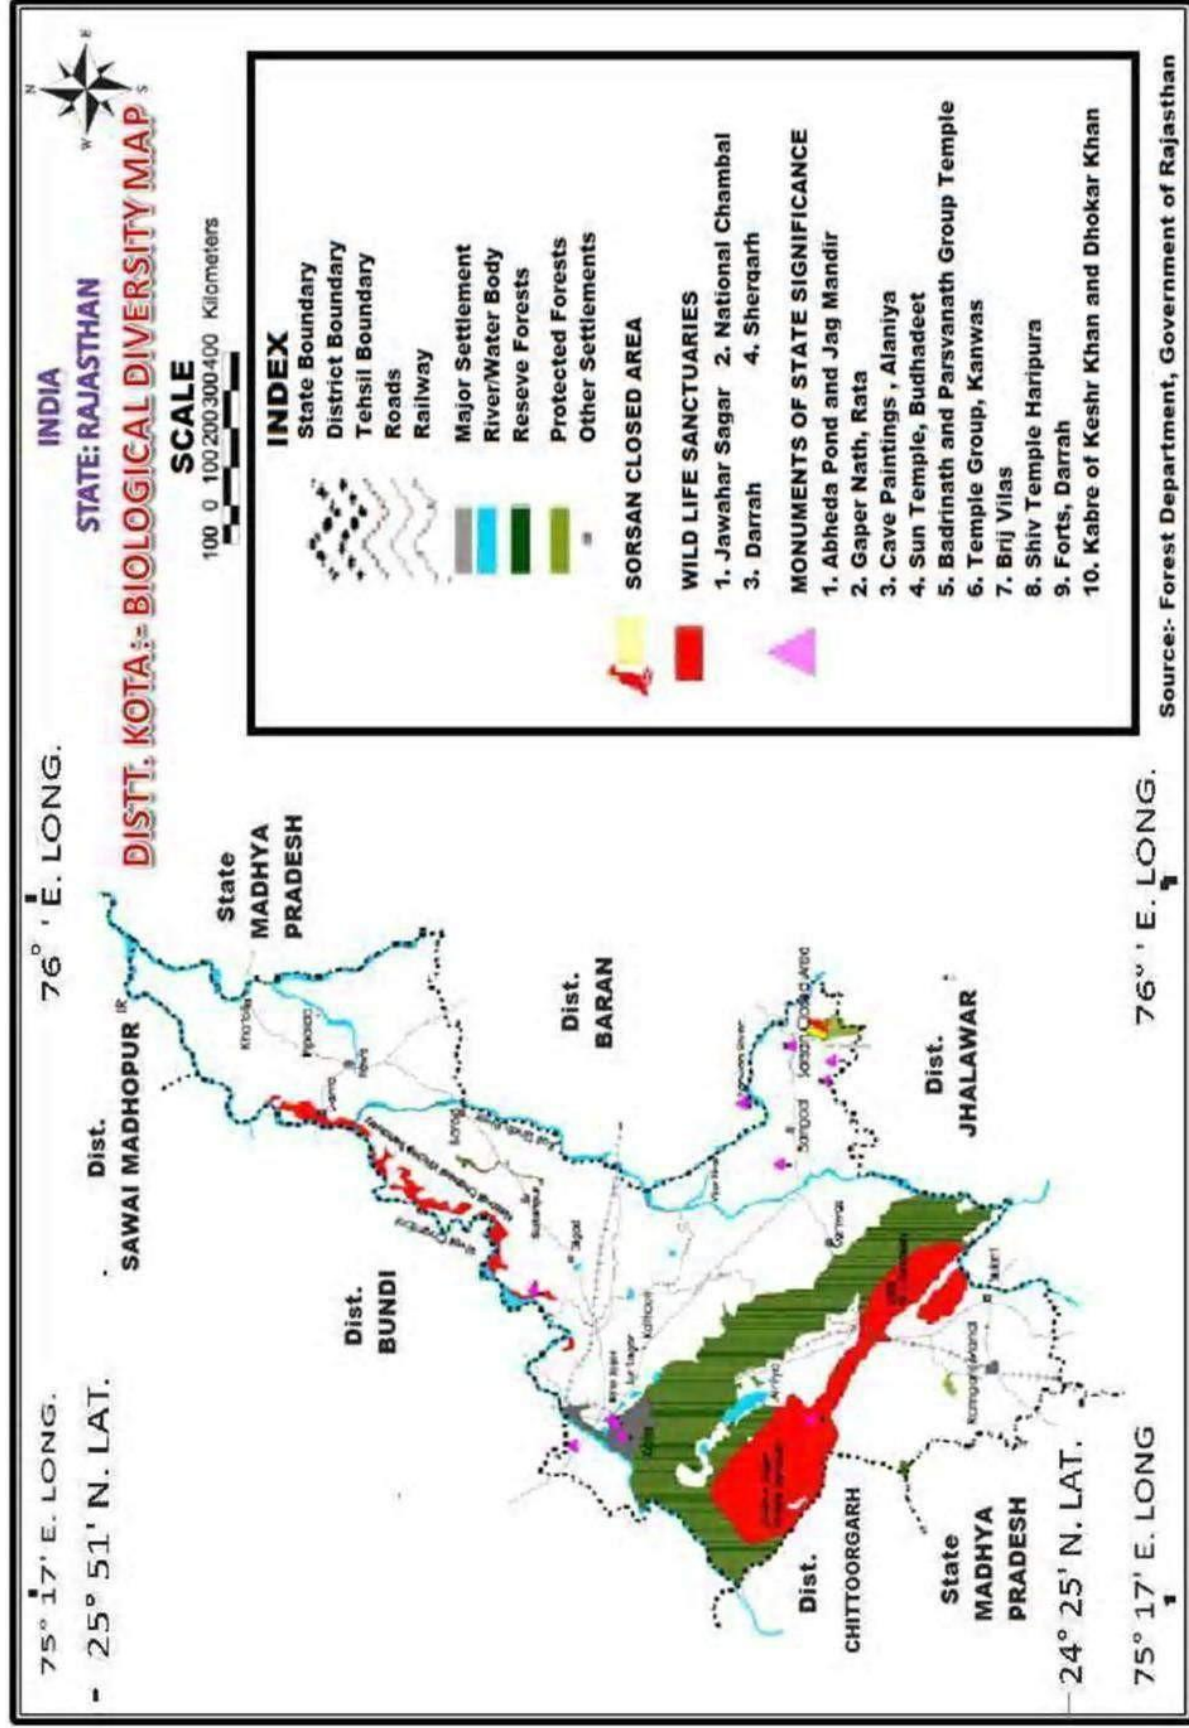 INDIA
STATE: RAJASTHAN
DISTT. KOTA:- BIOLOGICAL DIVERSITY MAP
N
E
S
W
75° 17' E. LONG.
76° ' E. LONG.
- 25° 51' N. LAT.
SCALE
100 0 100 200 300 400 Kilometers
INDEX
State Boundary
District Boundary
Tehsil Boundary
Roads
Railway
Major Settlement
River/Water Body
Reseve Forests
Protected Forests
Other Settlements
SORSAN CLOSED AREA
WILD LIFE SANCTUARIES
1. Jawahar Sagar 2. National Chambal
3. Darrah 4. Sherqarh
MONUMENTS OF STATE SIGNIFICANCE
1. Abheda Pond and Jag Mandir
2. Gaper Nath, Rata
3. Cave Paintings , Alaniya
4. Sun Temple, Budhadeet
5. Badrinath and Parsvanath Group Temple
6. Temple Group, Kanwas
7. Brij Vilas
8. Shiv Temple Haripura
9. Forts, Darrah
10. Kabre of Keshr Khan and Dhokar Khan
Dist.
SAWAI MADHOPUR
State
MADHYA
PRADESH
Dist.
BUNDI
Dist.
BARAN
Sorsan Closed Area
Sangod
Dist.
JHALAWAR
Dist.
CHITTOORGARH
State
MADHYA
PRADESH
24° 25' N. LAT.
75° 17' E. LONG
76° ' E. LONG.
Source:- Forest Department, Government of Rajasthan